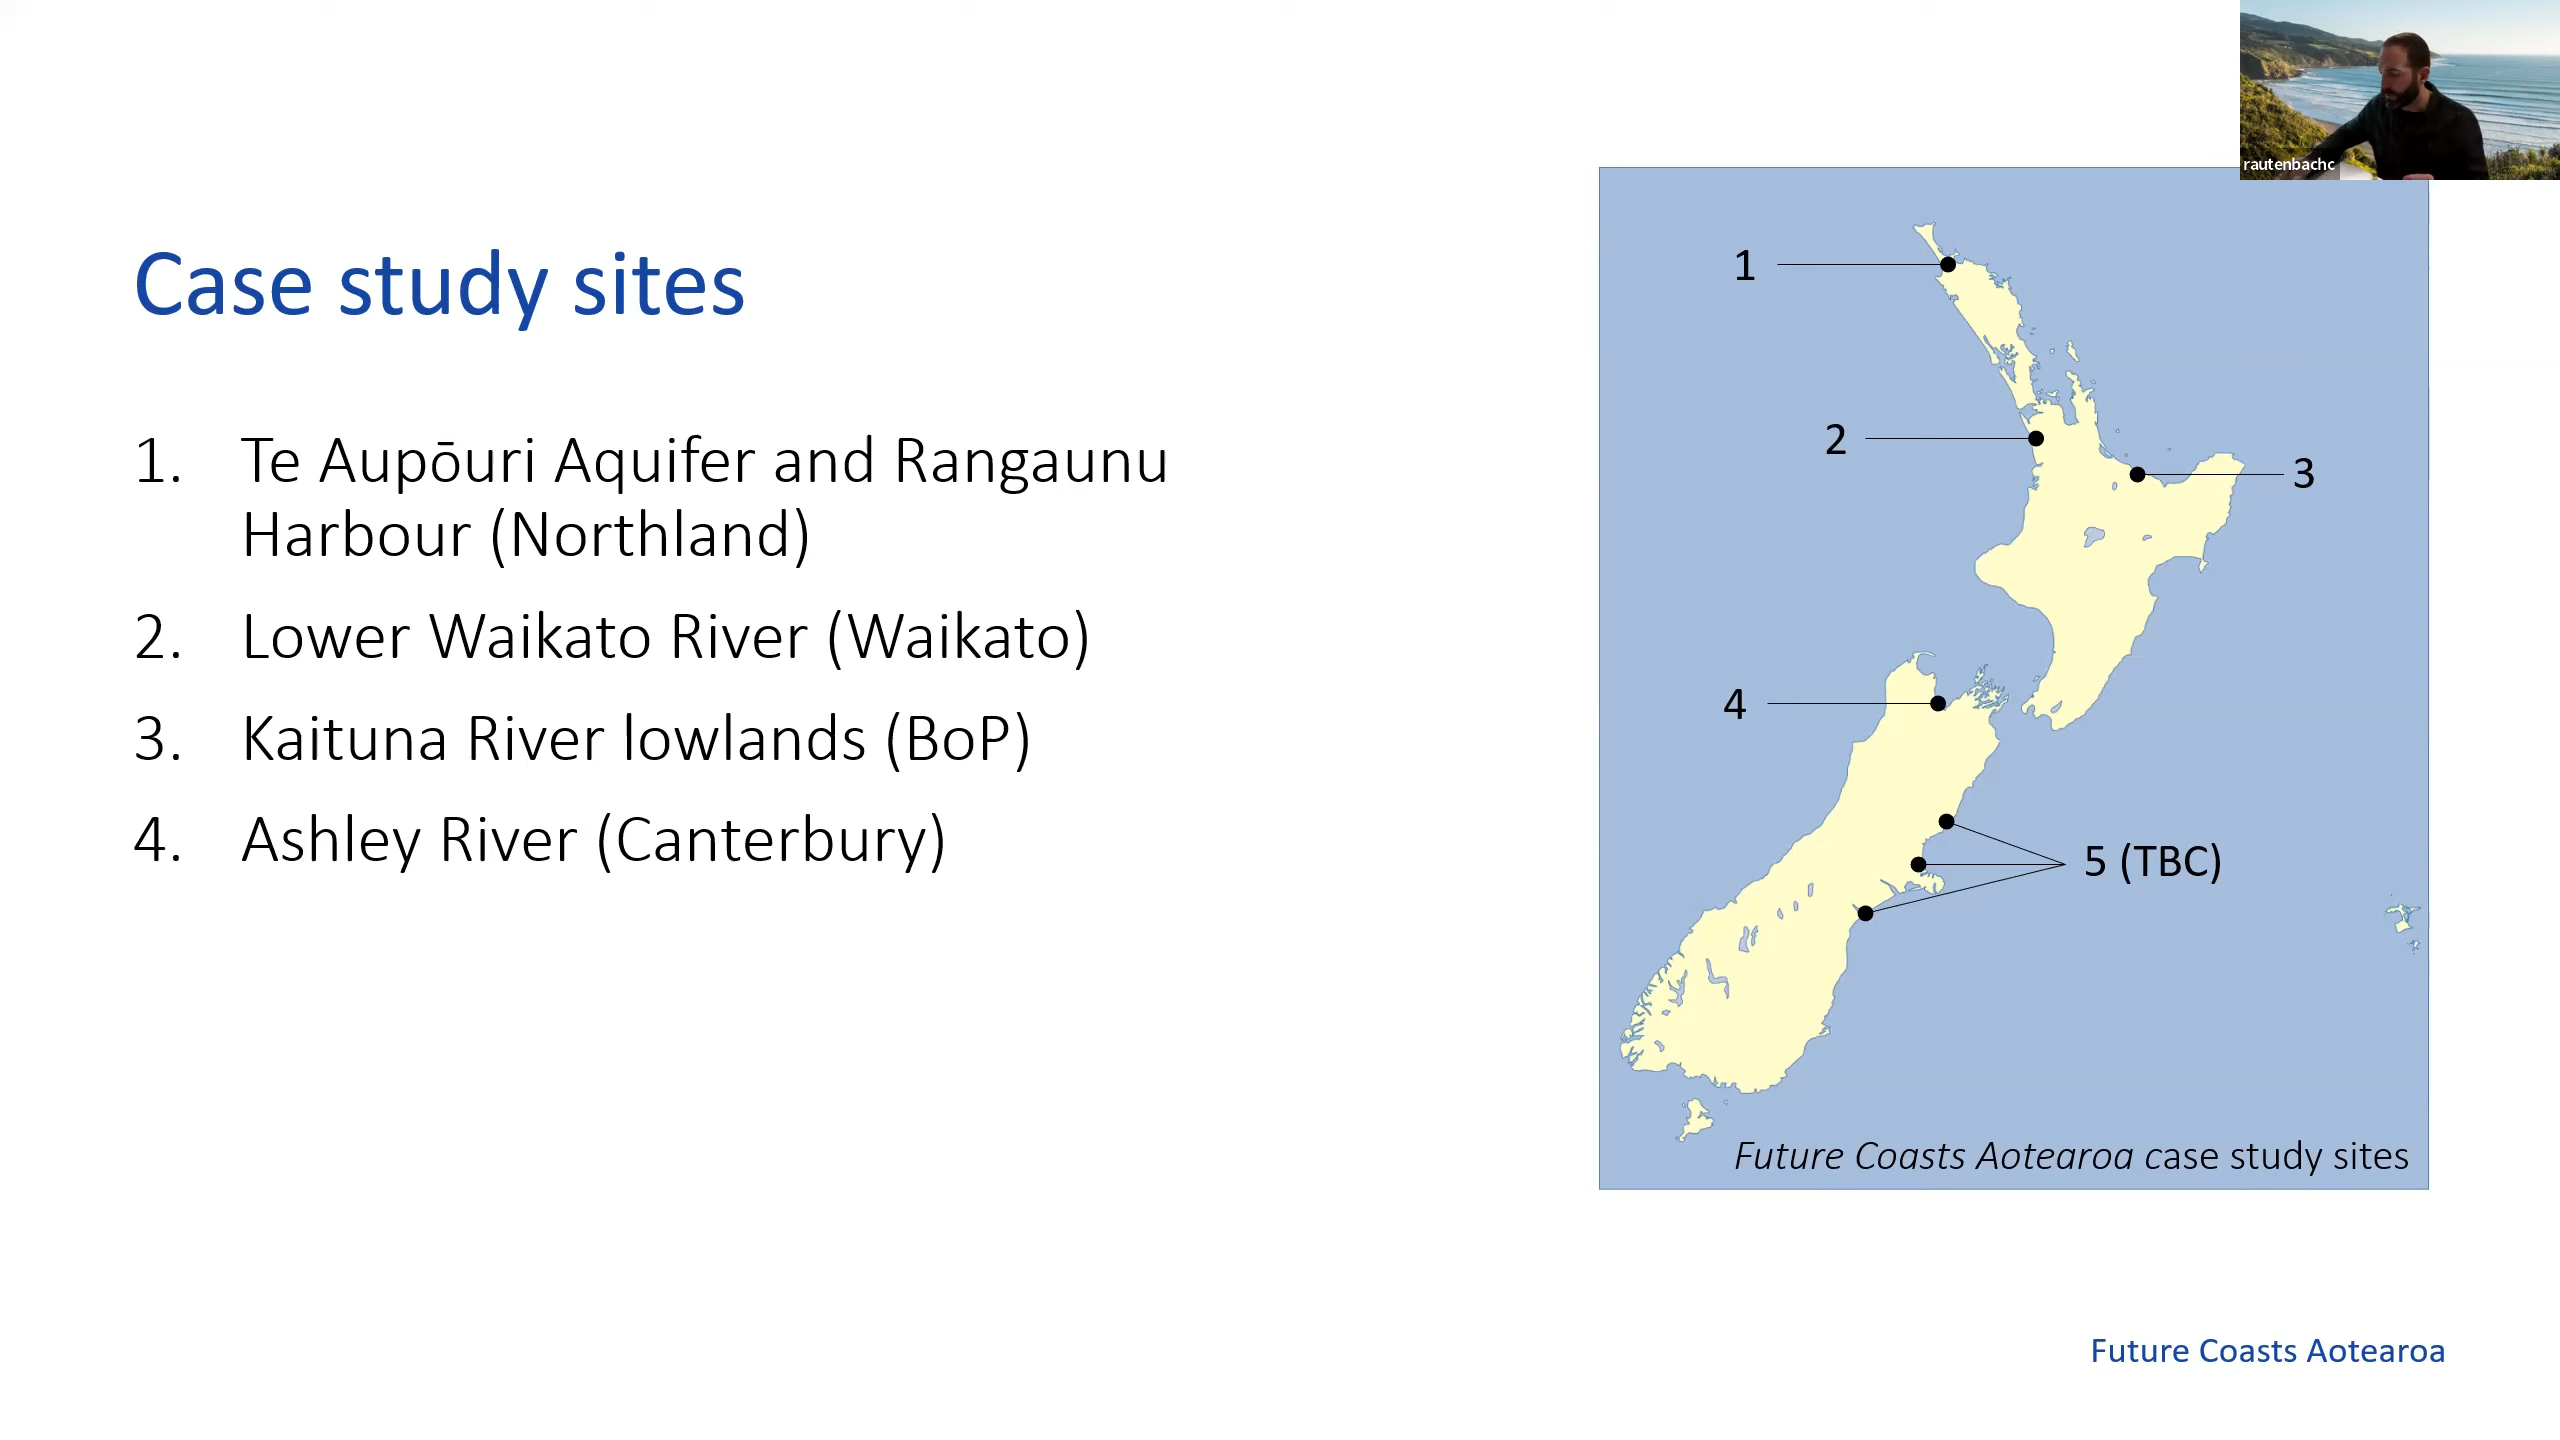 rautenbachc
Case study sites
1. Te Aupōuri Aquifer and Rangaunu
Harbour (Northland)
2. Lower Waikato River (Waikato)
3. Kaituna River lowlands (BoP)
4. Ashley River (Canterbury)
1
2
3
4
5 (TBC)
Future Coasts Aotearoa case study sites
Future Coasts Aotearoa